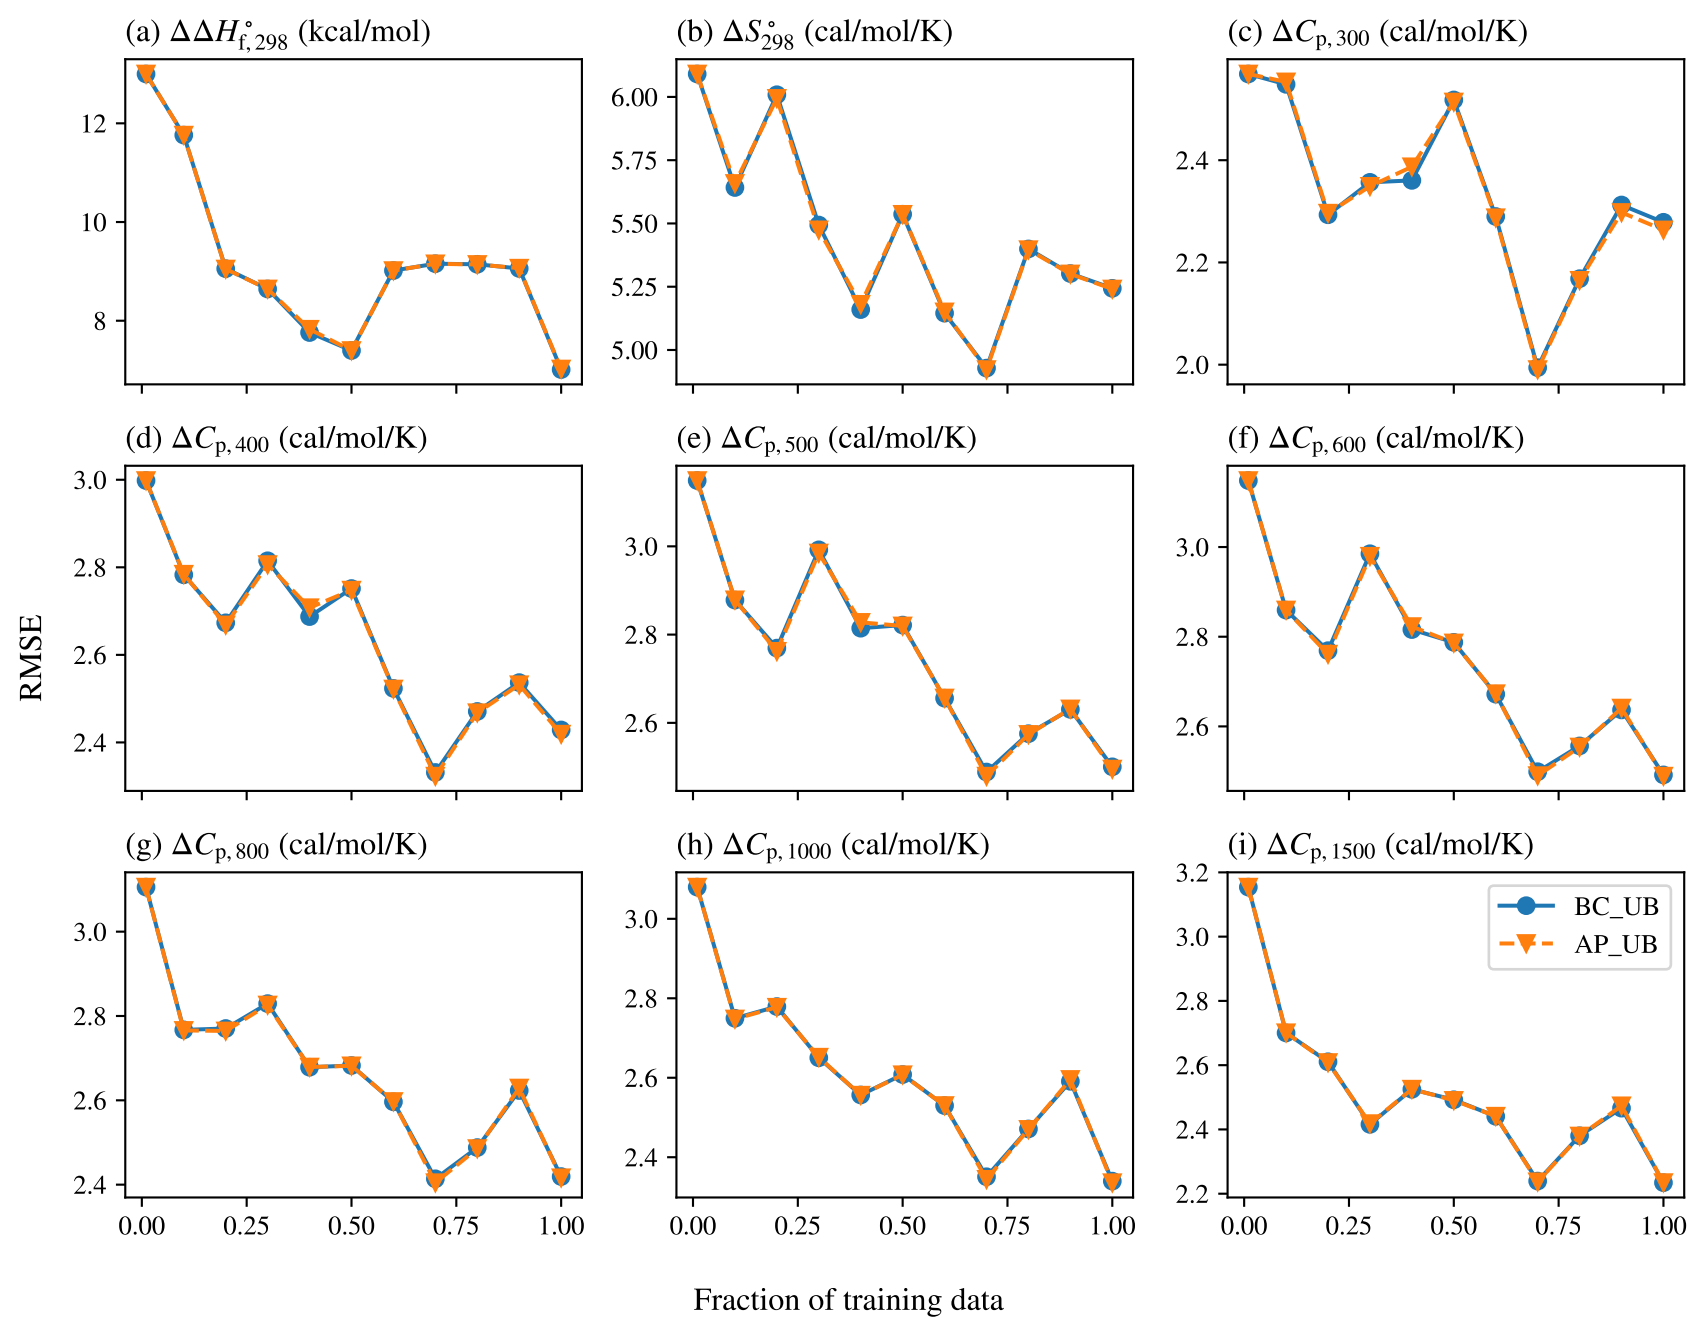 (a) ΔΔH°f, 298 (kcal/mol)
(b) ΔS°298 (cal/mol/K)
(c) ΔCp, 300 (cal/mol/K)
12
10
8
6.00
5.75
5.50
5.25
5.00
2.4
2.2
2.0
(d) ΔCp, 400 (cal/mol/K)
(e) ΔCp, 500 (cal/mol/K)
(f) ΔCp, 600 (cal/mol/K)
3.0
2.8
2.6
2.4
3.0
2.8
2.6
3.0
2.8
2.6
RMSE
(g) ΔCp, 800 (cal/mol/K)
(h) ΔCp, 1000 (cal/mol/K)
(i) ΔCp, 1500 (cal/mol/K)
3.0
2.8
2.6
2.4
0.00 0.25 0.50 0.75 1.00
3.0
2.8
2.6
2.4
0.00 0.25 0.50 0.75 1.00
3.2
3.0
2.8
2.6
2.4
2.2
0.00 0.25 0.50 0.75 1.00
BC_UB
AP_UB
Fraction of training data